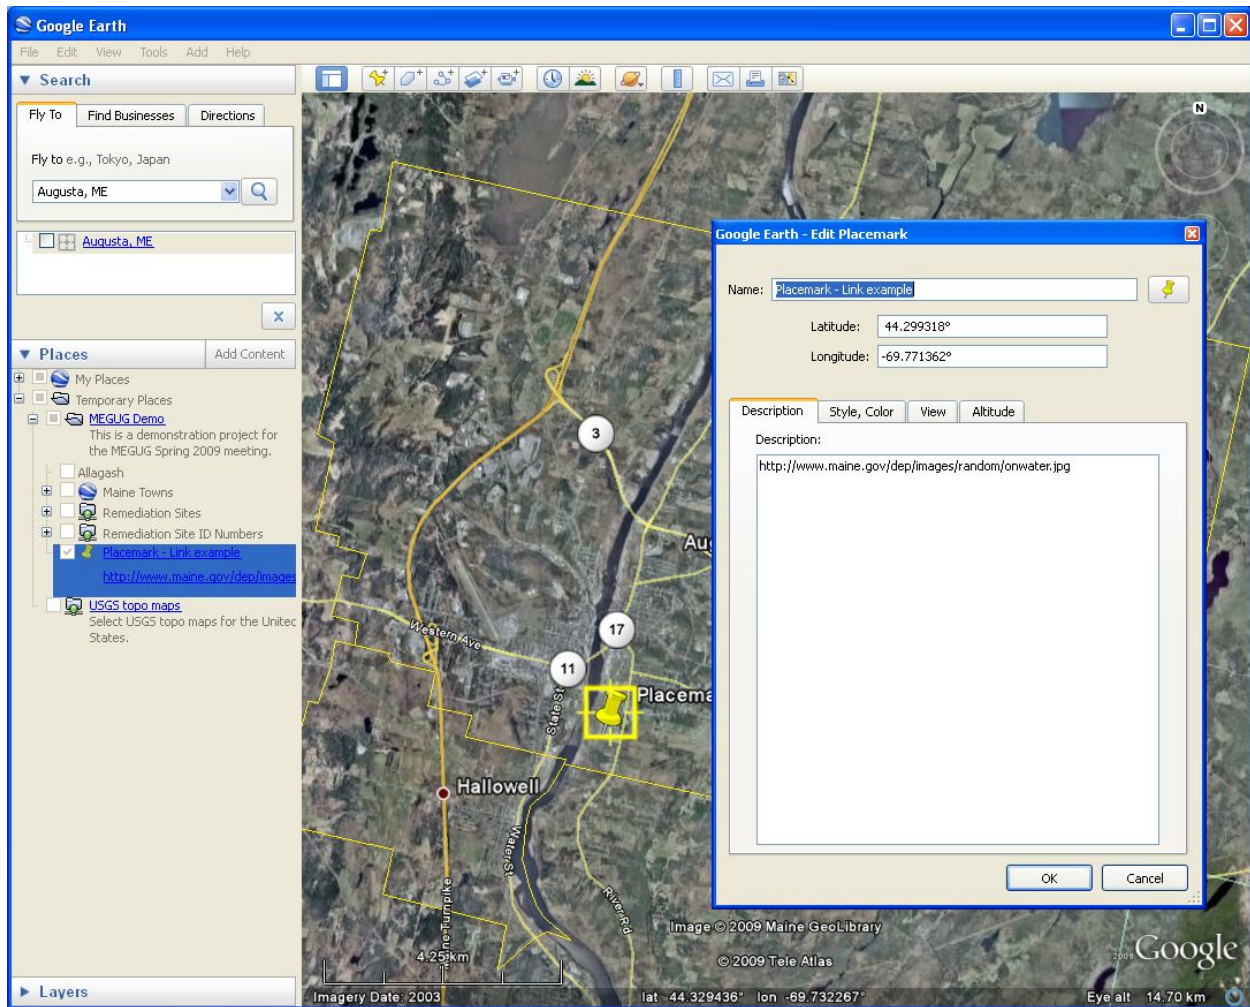 Google Earth
File Edit View Tools Add Help
Search
Fly To Find Businesses Directions
Fly to e.g., Tokyo, Japan
Augusta, ME
Augusta, ME
Places Add Content
My Places
Temporary Places
MEGUG Demo
This is a demonstration project for
the MEGUG Spring 2009 meeting.
Allagash
Maine Towns
Remediation Sites
Remediation Site ID Numbers
Placemark - Link example
http://www.maine.gov/dep/images
USGS topo maps
Select USGS topo maps for the Unitec
States.
Layers
N
3
Aug
17
Western Ave
11
State St
Placema
Hallowell
Water St
River Rd
Maine Turnpike
4.25 km
Image © 2009 Maine GeoLibrary
© 2009 Tele Atlas
2009 Google
Imagery Date: 2003 lat 44.329436° lon -69.732267° Eye alt 14.70 km
Google Earth - Edit Placemark
Name: Placemark - Link example
Latitude: 44.299318°
Longitude: -69.771362°
Description Style, Color View Altitude
Description:
http://www.maine.gov/dep/images/random/onwater.jpg
OK Cancel